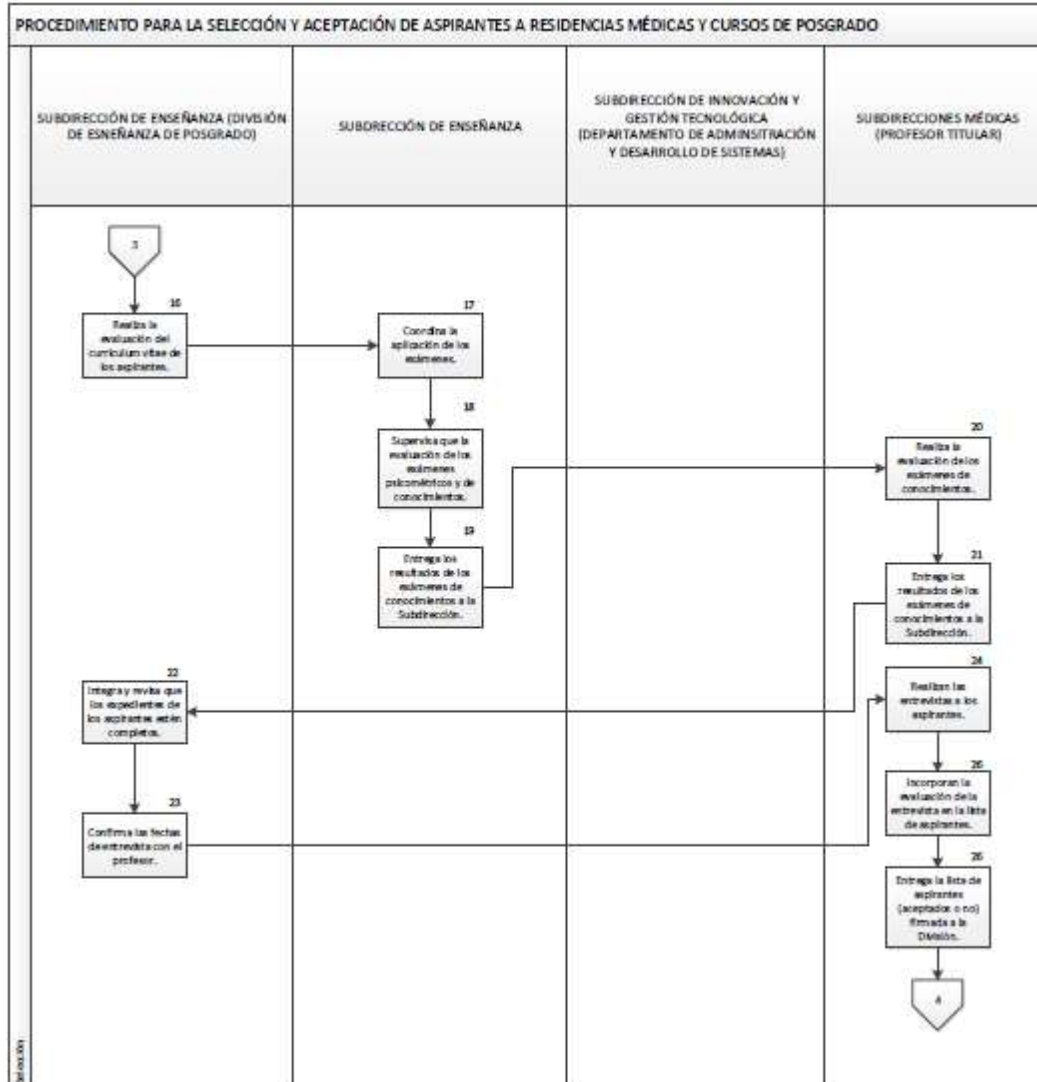 PROCEDIMIENTO PARA LA SELECCIÓN Y ACEPTACIÓN DE ASPIRANTES A RESIDENCIAS MÉDICAS Y CURSOS DE POSGRADO
SUBDIRECCIÓN DE ENSEÑANZA (DIVISIÓN
DE ESNEÑANZA DE POSGRADO)
SUBDIRECCIÓN DE ENSEÑANZA
SUBDIRECCIÓN DE INNOVACIÓN Y
GESTIÓN TECNOLÓGICA
(DEPARTAMENTO DE ADMINSITRACIÓN
Y DESARROLLO DE SISTEMAS)
SUBDIRECCIONES MÉDICAS
(PROFESOR TITULAR)
3
16
Realiza la
evaluación del
curriculum vitae de
los aspirantes.
17
Coordina la
aplicación de los
exámenes.
18
Supervisa que la
evaluación de los
exámenes
psicométricos y de
conocimientos.
19
Entrega los
resultados de los
exámenes de
conocimientos a la
Subdirección.
20
Realiza la
evaluación de los
exámenes de
conocimientos.
21
Entrega los
resultados de los
exámenes de
conocimientos a la
Subdirección.
22
Integra y revisa que
los expedientes de
los aspirantes estén
completos.
23
Confirma las fechas
de entrevista con el
profesor.
24
Realizan las
entrevistas a los
aspirantes.
26
Incorporan la
evaluación de la
entrevista en la lista
de aspirantes.
26
Entrega la lista de
aspirantes
(aceptados o no)
firmada a la
División.
4